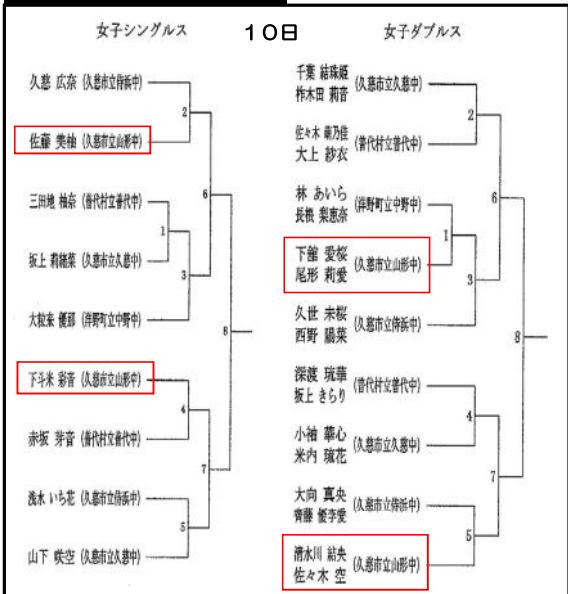 女子シングルス
10日
女子ダブルス
久慈 広奈 (久慈市立侍浜中)
佐藤 美柚 (久慈市立山形中)
三田地 柚奈 (普代村立普代中)
坂上 莉緒菜 (久慈市立久慈中)
大粒来 優那 (洋野町立中野中)
下斗米 彩音 (久慈市立山形中)
赤坂 芽音 (普代村立普代中)
浅水 いち花 (久慈市立侍浜中)
山下 咲空 (久慈市立久慈中)
2
1
3
6
4
5
7
8
千葉 結珠姫
柞木田 莉音
(久慈市立久慈中)
佐々木 萌乃佳
大上 紗衣
(普代村立普代中)
林 あいら
長根 梨恵奈
(洋野町立中野中)
下舘 愛桜
尾形 莉愛
(久慈市立山形中)
久世 未桜
西野 陽菜
(久慈市立侍浜中)
深渡 琉華
坂上 きらり
(普代村立普代中)
小袖 華心
米内 琉花
(久慈市立久慈中)
大向 真央
齊藤 優李愛
(久慈市立侍浜中)
清水川 結央
佐々木 空
(久慈市立山形中)
2
1
3
6
4
5
7
8